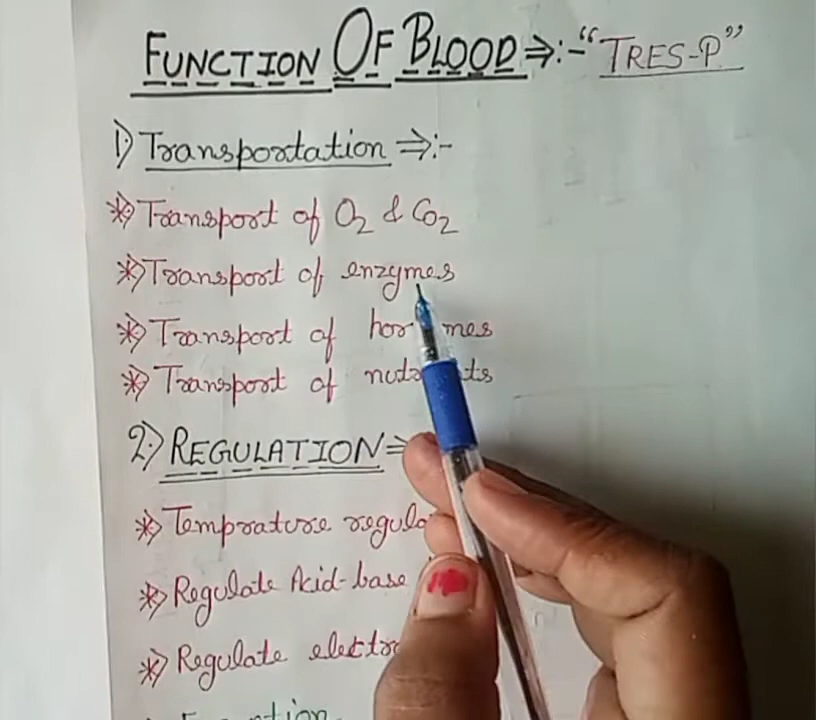 FUNCTION OF BLOOD ⇒:- "TRES-P"
1) Transportation ⇒:-
* Transport of O2 & CO2
* Transport of enzymes
* Transport of
* Transport of
2) REGULATION ⇒
* Temprature
* Regulate Acid-base
* Regulate